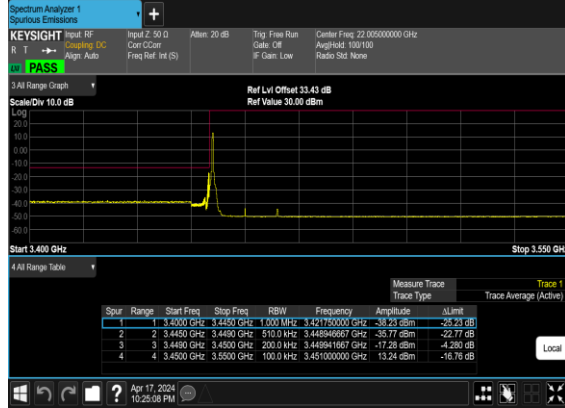 Spectrum Analyzer 1
Spurious Emissions
+
KEYSIGHT Input: RF Input Z: 50 Ω Atten: 20 dB Trig: Free Run Center Freq: 22.005000000 GHz
R T Coupling: DC Corr CCorr Gate: Off Avg|Hold: 100/100
Align: Auto Freq Ref: Int (S) IF Gain: Low Radio Std: None
PASS
3 All Range Graph
Ref Lvl Offset 33.43 dB
Scale/Div 10.0 dB Ref Value 30.00 dBm
Log
20.0
10.0
0.00
-10.0
-20.0
-30.0
-40.0
-50.0
-60.0
Start 3.400 GHz Stop 3.550 GH
4 All Range Table
Measure Trace Trace 1
Trace Type Trace Average (Active)
Spur Range Start Freq Stop Freq RBW Frequency Amplitude ΔLimit
1 1 3.4000 GHz 3.4450 GHz 1.000 MHz 3.421750000 GHz -38.23 dBm -25.23 dB
2 2 3.4450 GHz 3.4490 GHz 510.0 kHz 3.448946667 GHz -35.77 dBm -22.77 dB
3 3 3.4490 GHz 3.4500 GHz 200.0 kHz 3.449941667 GHz -17.28 dBm -4.280 dB
4 4 3.4500 GHz 3.5500 GHz 100.0 kHz 3.451000000 GHz 13.24 dBm -16.76 dB
Local
? Apr 17, 2024
10:25:08 PM